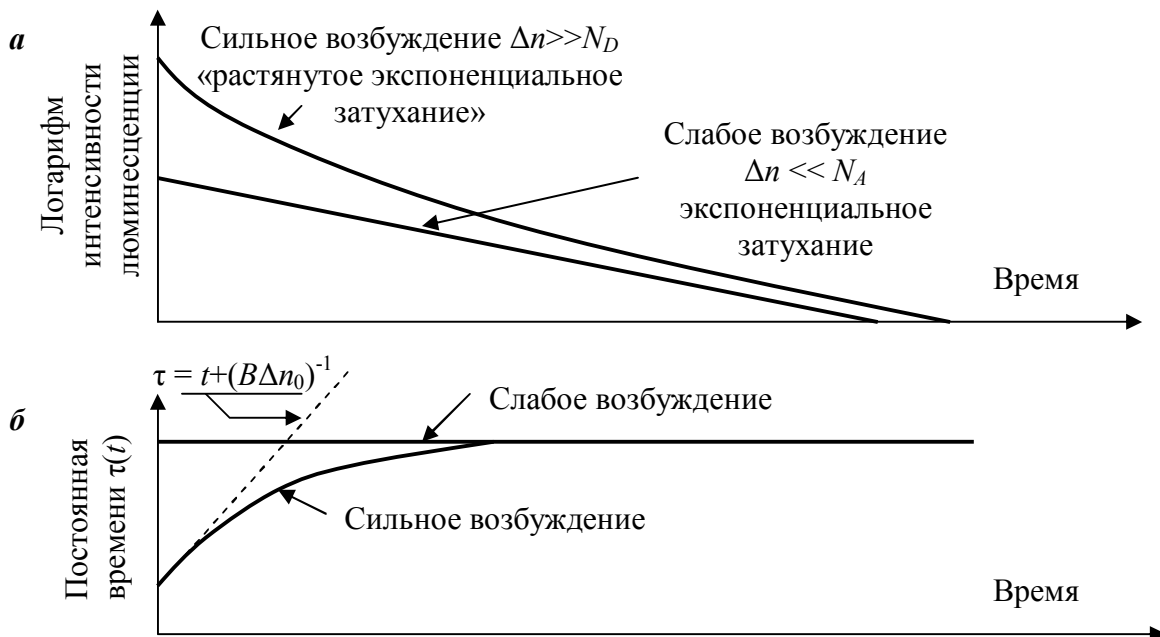 а
Логарифм
интенсивности
люминесценции
Сильное возбуждение Δn>>N_D
«растянутое экспоненциальное
затухание»
Слабое возбуждение
Δn << N_A
экспоненциальное
затухание
Время
τ = t+(BΔn₀)⁻¹
б
Постоянная
времени τ(t)
Слабое возбуждение
Сильное возбуждение
Время